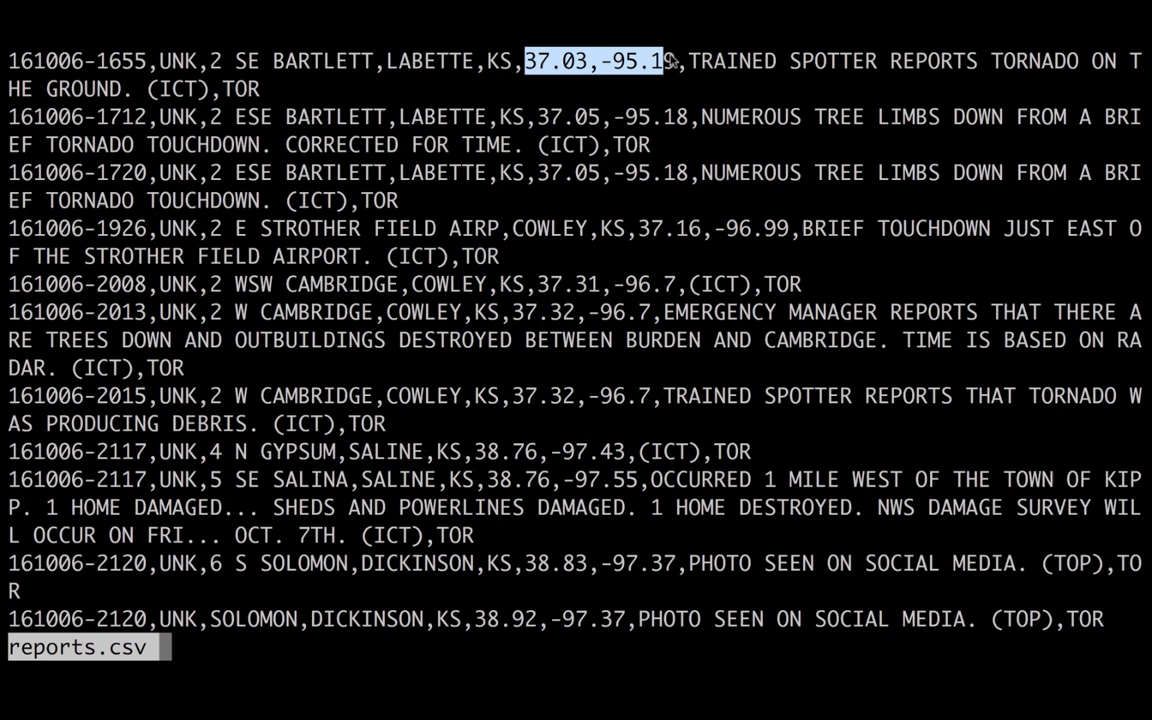 161006-1655,UNK,2 SE BARTLETT,LABETTE,KS,37.03,-95.19,TRAINED SPOTTER REPORTS TORNADO ON T
HE GROUND. (ICT),TOR
161006-1712,UNK,2 ESE BARTLETT,LABETTE,KS,37.05,-95.18,NUMEROUS TREE LIMBS DOWN FROM A BRI
EF TORNADO TOUCHDOWN. CORRECTED FOR TIME. (ICT),TOR
161006-1720,UNK,2 ESE BARTLETT,LABETTE,KS,37.05,-95.18,NUMEROUS TREE LIMBS DOWN FROM A BRI
EF TORNADO TOUCHDOWN. (ICT),TOR
161006-1926,UNK,2 E STROTHER FIELD AIRP,COWLEY,KS,37.16,-96.99,BRIEF TOUCHDOWN JUST EAST O
F THE STROTHER FIELD AIRPORT. (ICT),TOR
161006-2008,UNK,2 WSW CAMBRIDGE,COWLEY,KS,37.31,-96.7,(ICT),TOR
161006-2013,UNK,2 W CAMBRIDGE,COWLEY,KS,37.32,-96.7,EMERGENCY MANAGER REPORTS THAT THERE A
RE TREES DOWN AND OUTBUILDINGS DESTROYED BETWEEN BURDEN AND CAMBRIDGE. TIME IS BASED ON RA
DAR. (ICT),TOR
161006-2015,UNK,2 W CAMBRIDGE,COWLEY,KS,37.32,-96.7,TRAINED SPOTTER REPORTS THAT TORNADO W
AS PRODUCING DEBRIS. (ICT),TOR
161006-2117,UNK,4 N GYPSUM,SALINE,KS,38.76,-97.43,(ICT),TOR
161006-2117,UNK,5 SE SALINA,SALINE,KS,38.76,-97.55,OCCURRED 1 MILE WEST OF THE TOWN OF KIP
P. 1 HOME DAMAGED... SHEDS AND POWERLINES DAMAGED. 1 HOME DESTROYED. NWS DAMAGE SURVEY WIL
L OCCUR ON FRI... OCT. 7TH. (ICT),TOR
161006-2120,UNK,6 S SOLOMON,DICKINSON,KS,38.83,-97.37,PHOTO SEEN ON SOCIAL MEDIA. (TOP),TO
R
161006-2120,UNK,SOLOMON,DICKINSON,KS,38.92,-97.37,PHOTO SEEN ON SOCIAL MEDIA. (TOP),TOR
reports.csv